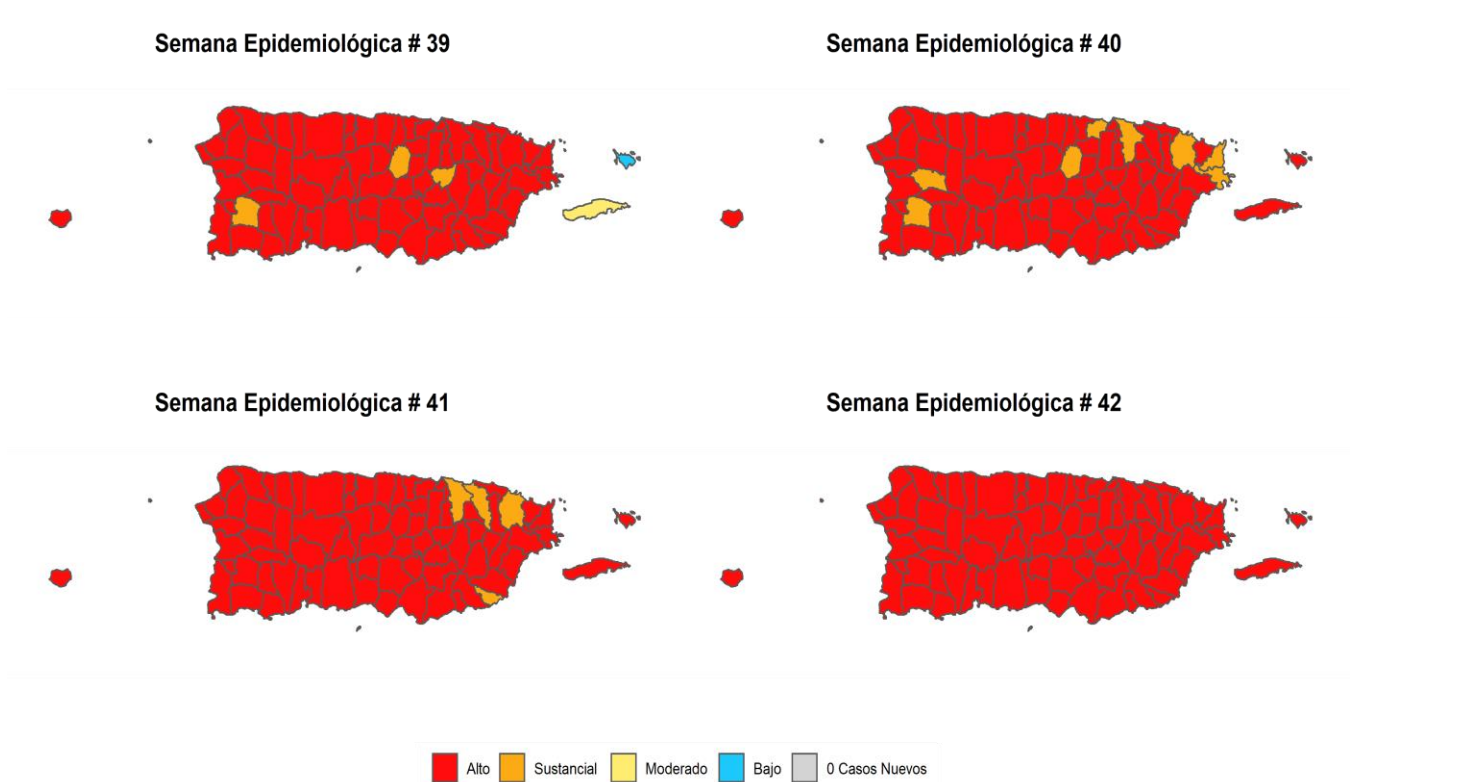 Semana Epidemiológica # 39
Semana Epidemiológica # 40
Semana Epidemiológica # 41
Semana Epidemiológica # 42
Alto Sustancial Moderado Bajo 0 Casos Nuevos